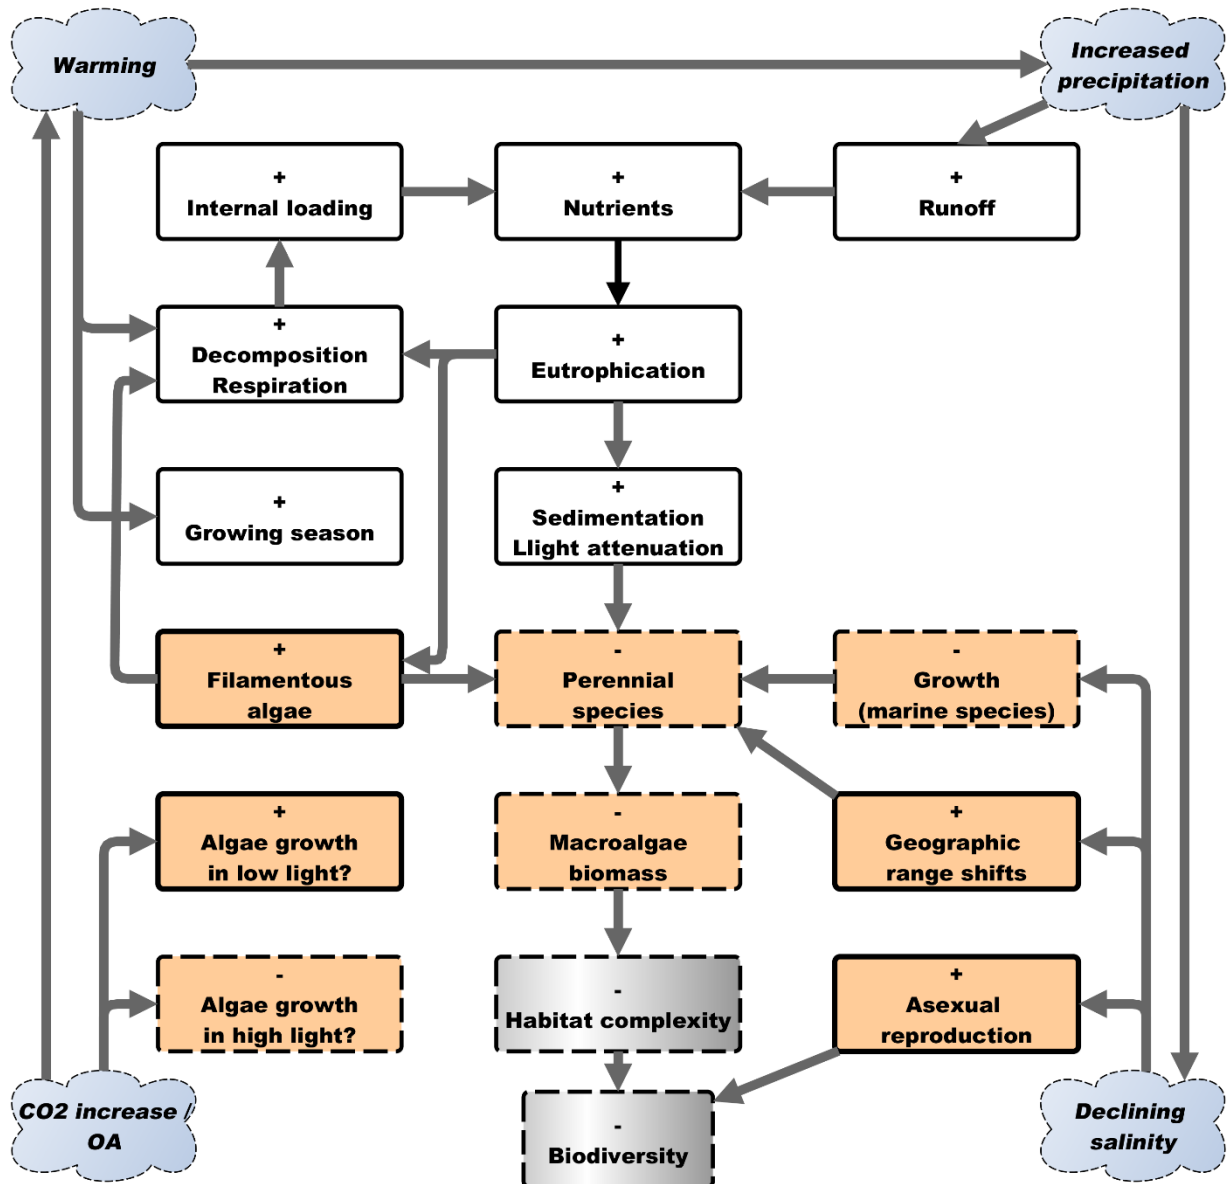 Warming
Increased
precipitation
+
Internal loading
+
Nutrients
+
Runoff
+
Decomposition
Respiration
+
Eutrophication
+
Growing season
+
Sedimentation
Llight attenuation
+
Filamentous
algae
-
Perennial
species
-
Growth
(marine species)
+
Algae growth
in low light?
-
Macroalgae
biomass
+
Geographic
range shifts
-
Algae growth
in high light?
-
Habitat complexity
+
Asexual
reproduction
CO2 increase /
OA
-
Biodiversity
Declining
salinity